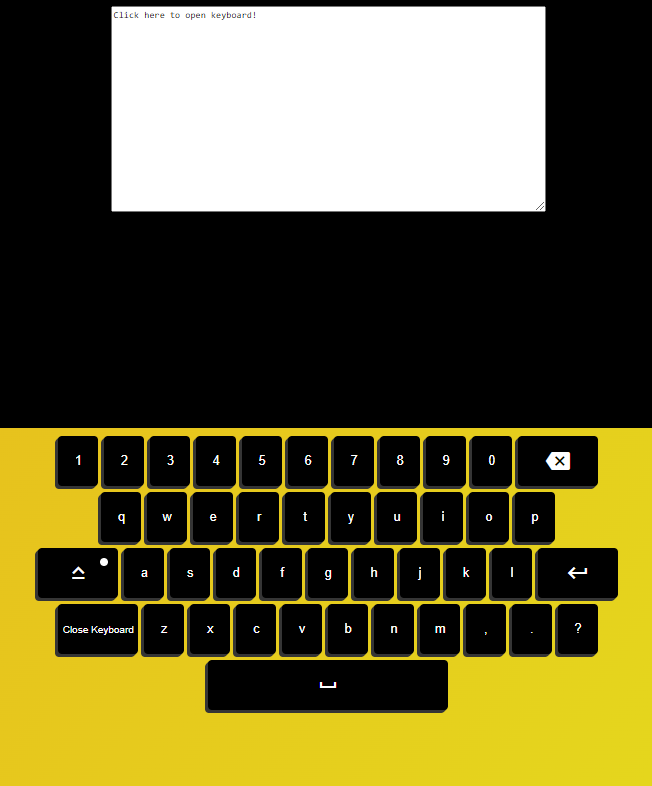 Click here to open keyboard!
1 2 3 4 5 6 7 8 9 0
q w e r t y u i o p
a s d f g h j k l
Close Keyboard z x c v b n m , . ?